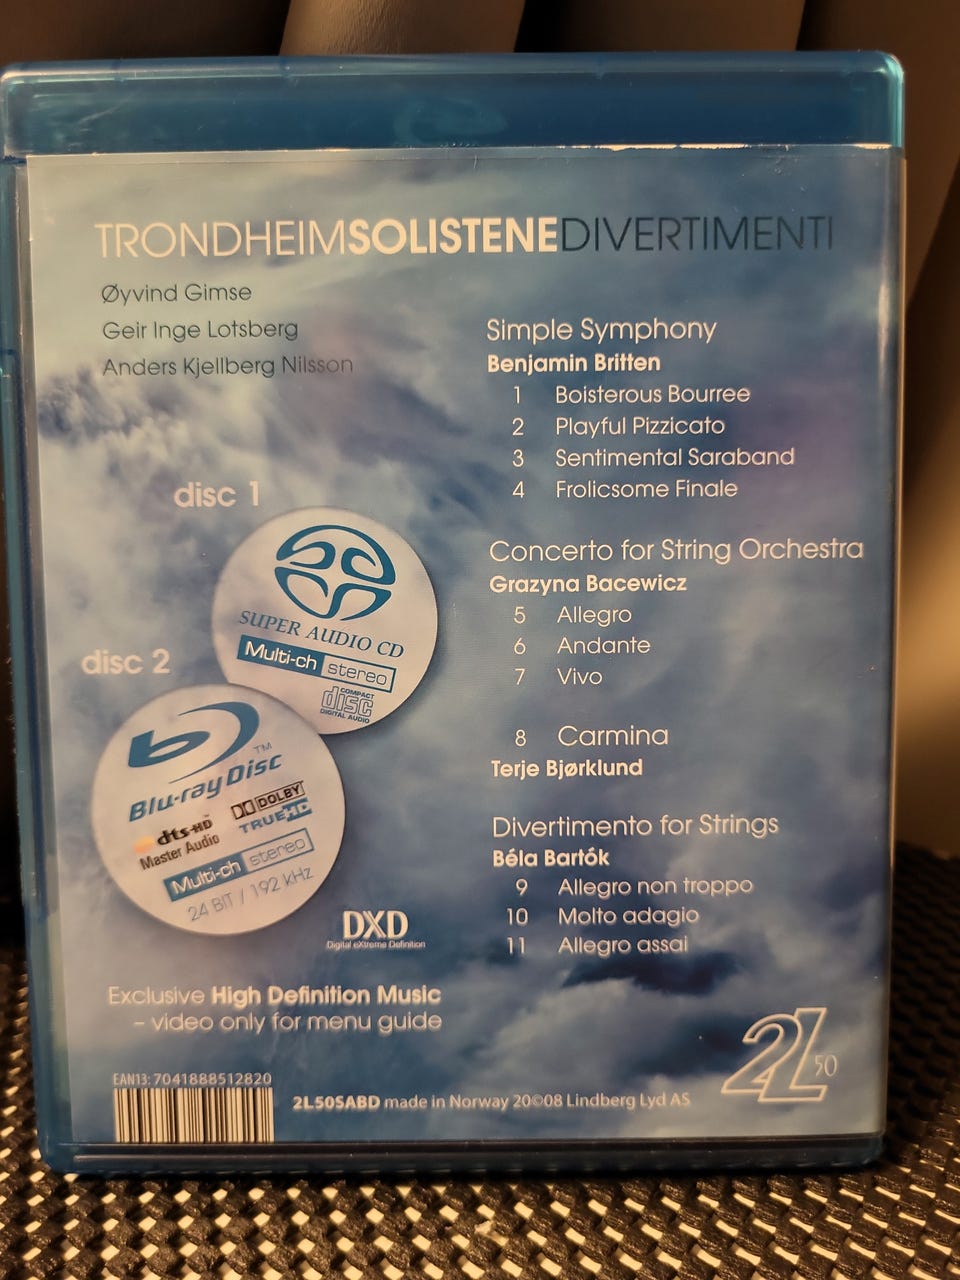 TRONDHEIMSOLISTENEDIVERTIMENTI
Øyvind Gimse
Geir Inge Lotsberg
Anders Kjellberg Nilsson
disc 1
SUPER AUDIO CD
Multi-ch stereo
COMPACT
disc
DIGITAL AUDIO
disc 2
Blu-ray Disc™
dts-HD
Master Audio
DOLBY
TRUEHD
Multi-ch stereo
24 BIT / 192 kHz
DXD
Digital eXtreme Definition
Exclusive High Definition Music
– video only for menu guide
Simple Symphony
Benjamin Britten
1 Boisterous Bourree
2 Playful Pizzicato
3 Sentimental Saraband
4 Frolicsome Finale
Concerto for String Orchestra
Grazyna Bacewicz
5 Allegro
6 Andante
7 Vivo
8 Carmina
Terje Bjørklund
Divertimento for Strings
Béla Bartók
9 Allegro non troppo
10 Molto adagio
11 Allegro assai
2L50
EAN13: 7041888512820
2L50SABD made in Norway 20©08 Lindberg Lyd AS